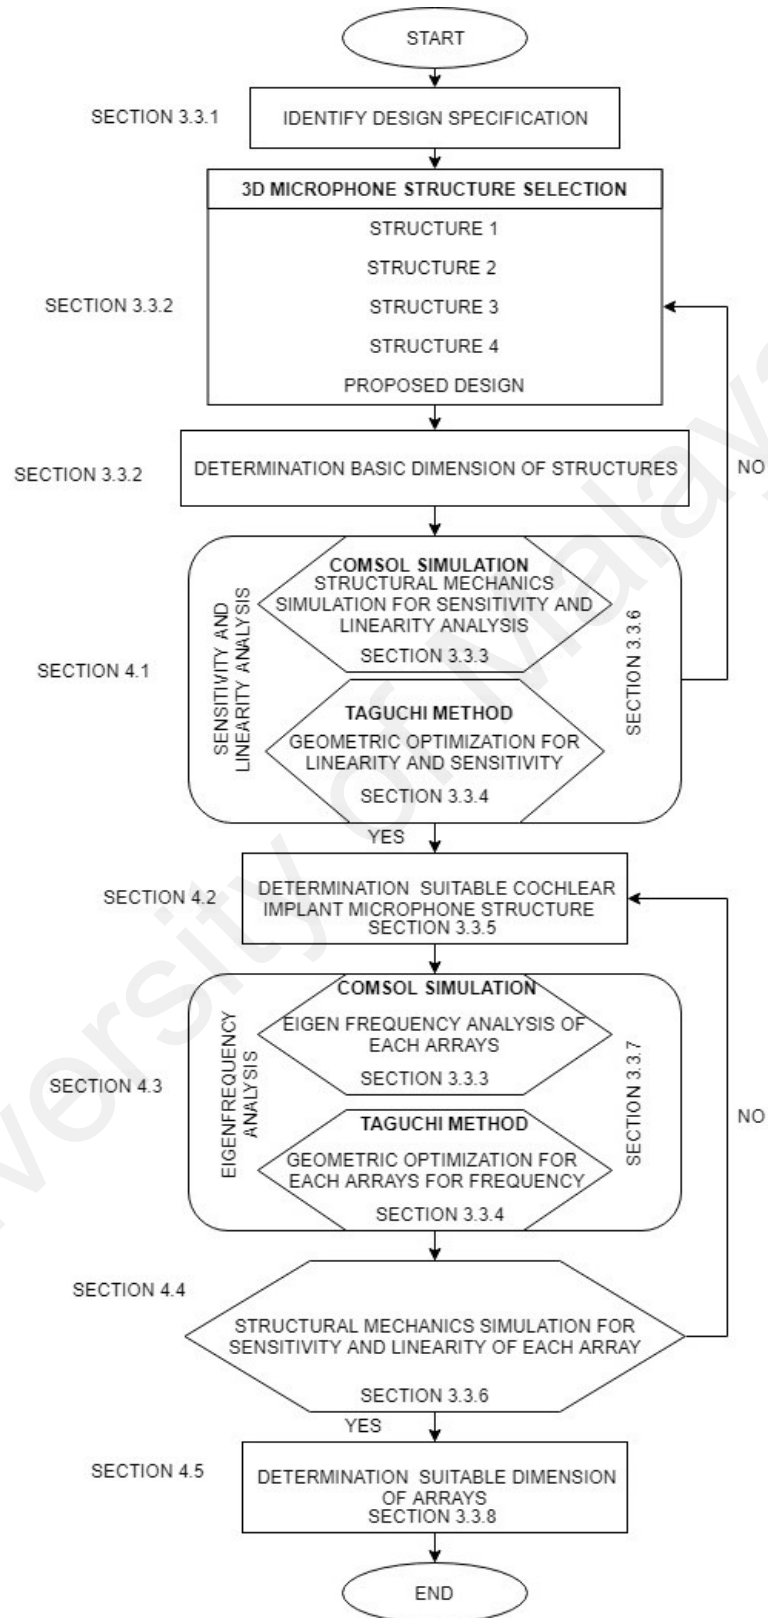 START
SECTION 3.3.1
IDENTIFY DESIGN SPECIFICATION
3D MICROPHONE STRUCTURE SELECTION
STRUCTURE 1
STRUCTURE 2
SECTION 3.3.2
STRUCTURE 3
STRUCTURE 4
PROPOSED DESIGN
SECTION 3.3.2
DETERMINATION BASIC DIMENSION OF STRUCTURES
NO
SECTION 4.1
SENSITIVITY AND
LINEARITY ANALYSIS
COMSOL SIMULATION
STRUCTURAL MECHANICS
SIMULATION FOR SENSITIVITY AND
LINEARITY ANALYSIS
SECTION 3.3.3
TAGUCHI METHOD
GEOMETRIC OPTIMIZATION FOR
LINEARITY AND SENSITIVITY
SECTION 3.3.4
SECTION 3.3.6
YES
SECTION 4.2
DETERMINATION SUITABLE COCHLEAR
IMPLANT MICROPHONE STRUCTURE
SECTION 3.3.5
SECTION 4.3
EIGENFREQUENCY
ANALYSIS
COMSOL SIMULATION
EIGEN FREQUENCY ANALYSIS OF
EACH ARRAYS
SECTION 3.3.3
TAGUCHI METHOD
GEOMETRIC OPTIMIZATION FOR
EACH ARRAYS FOR FREQUENCY
SECTION 3.3.4
SECTION 3.3.7
NO
SECTION 4.4
STRUCTURAL MECHANICS SIMULATION FOR
SENSITIVITY AND LINEARITY OF EACH ARRAY
SECTION 3.3.6
YES
SECTION 4.5
DETERMINATION SUITABLE DIMENSION
OF ARRAYS
SECTION 3.3.8
END
versity of Malaya